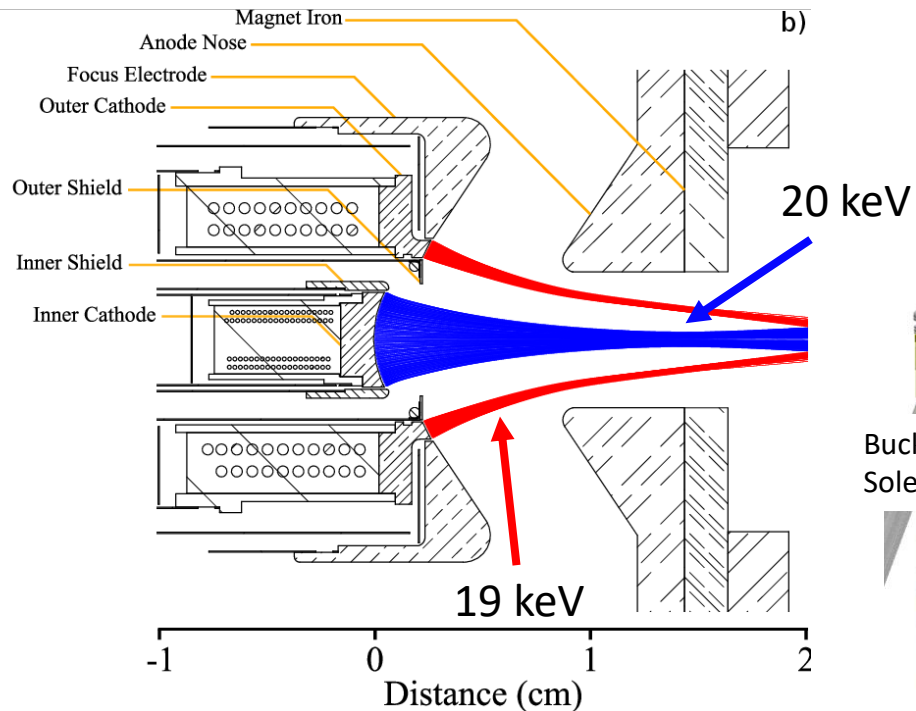 Magnet Iron
b)
Anode Nose
Focus Electrode
Outer Cathode
Outer Shield
20 keV
Inner Shield
Inner Cathode
Buck
Sole
19 keV
-1 0 1 2
Distance (cm)